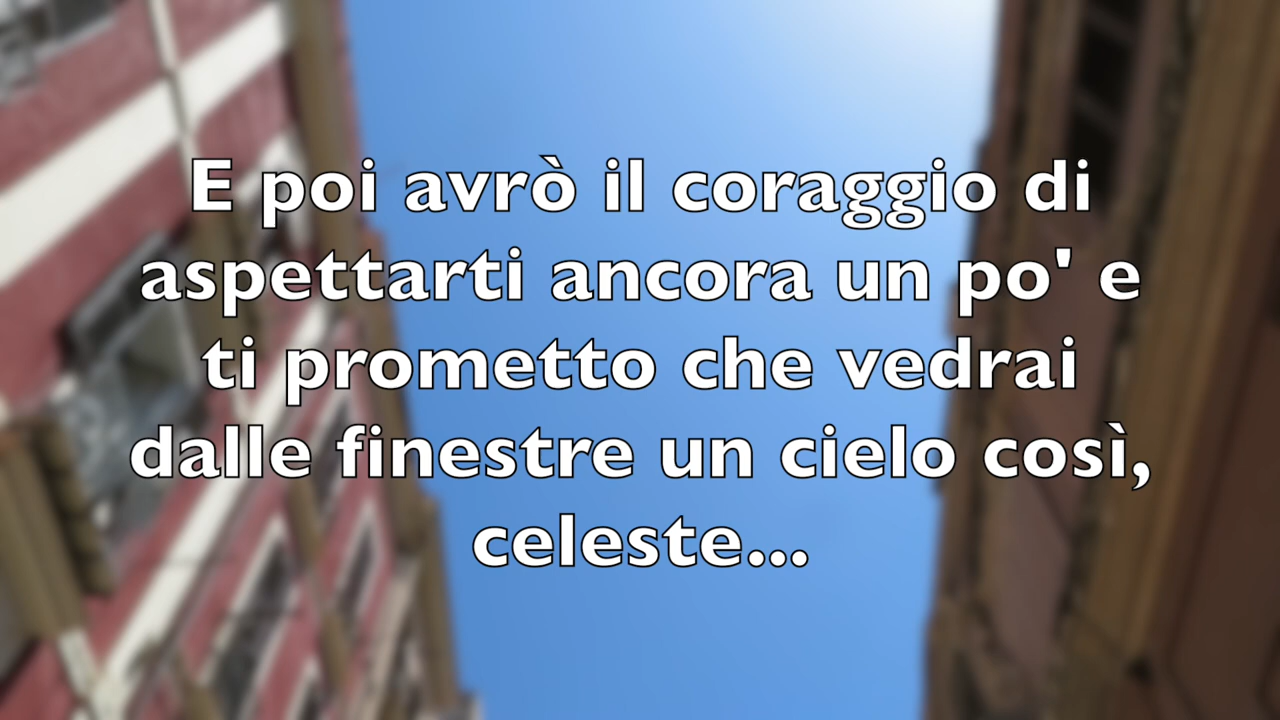 E poi avrò il coraggio di
aspettarti ancora un po' e
ti prometto che vedrai
dalle finestre un cielo così,
celeste...